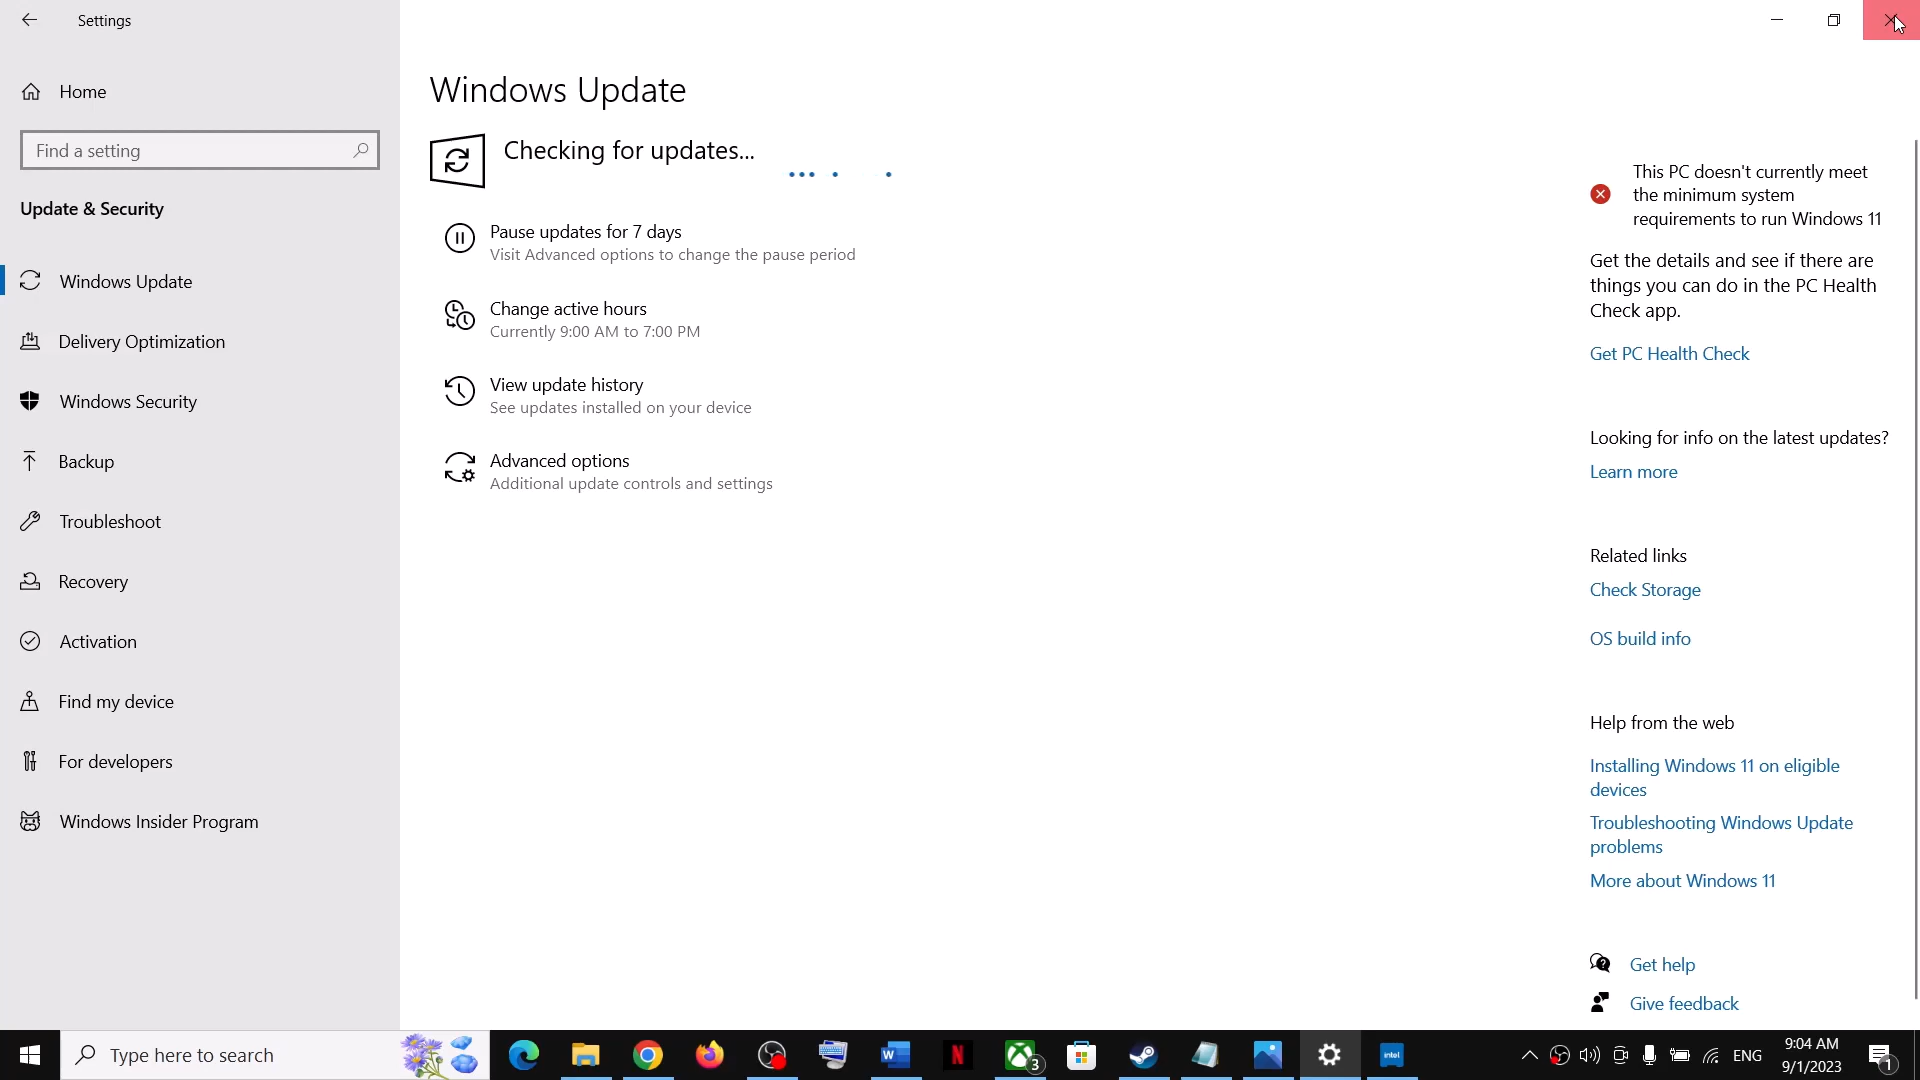 Settings
Home
Find a setting
Update & Security
Windows Update
Delivery Optimization
Windows Security
Backup
Troubleshoot
Recovery
Activation
Find my device
For developers
Windows Insider Program
Windows Update
Checking for updates...
Pause updates for 7 days
Visit Advanced options to change the pause period
Change active hours
Currently 9:00 AM to 7:00 PM
View update history
See updates installed on your device
Advanced options
Additional update controls and settings
This PC doesn't currently meet
the minimum system
requirements to run Windows 11
Get the details and see if there are
things you can do in the PC Health
Check app.
Get PC Health Check
Looking for info on the latest updates?
Learn more
Related links
Check Storage
OS build info
Help from the web
Installing Windows 11 on eligible
devices
Troubleshooting Windows Update
problems
More about Windows 11
Get help
Give feedback
Type here to search
W
N
3
intel
ENG
9:04 AM
9/1/2023
1